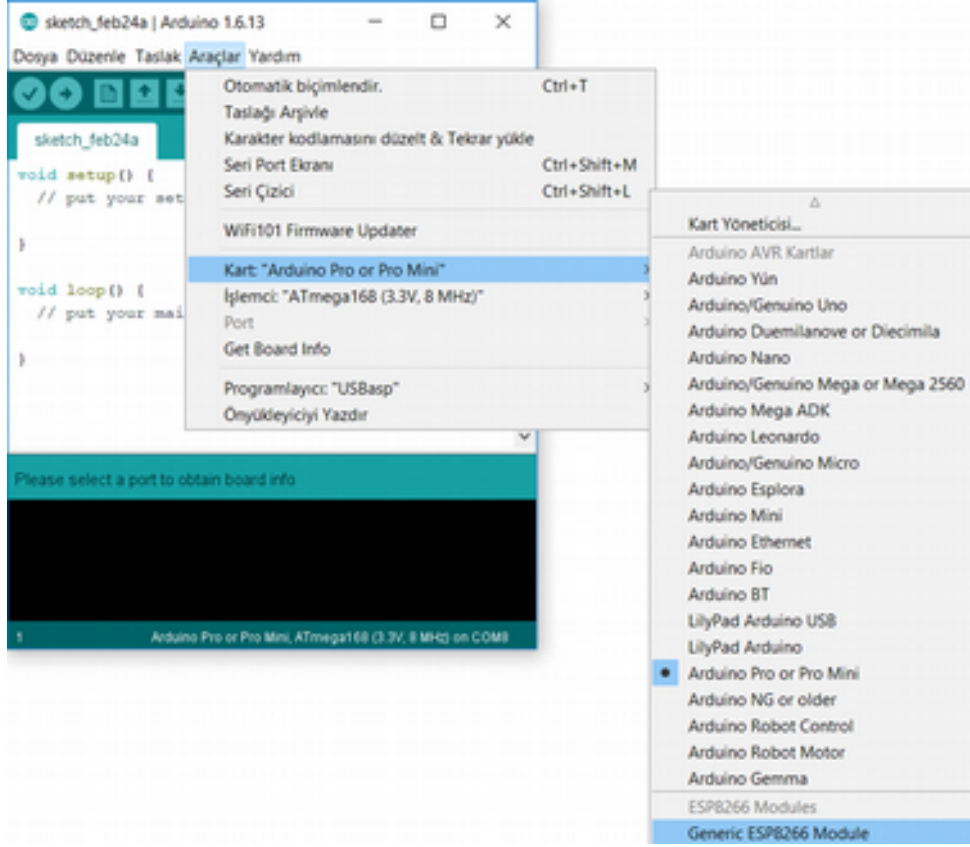 sketch_feb24a | Arduino 1.6.13
Dosya Düzenle Taslak Araçlar Yardım
sketch_feb24a
void setup() {
// put your set
}
void loop() {
// put your mai
}
Otomatik biçimlendir. Ctrl+T
Taslağı Arşivle
Karakter kodlamasını düzelt & Tekrar yükle
Seri Port Ekranı Ctrl+Shift+M
Seri Çizici Ctrl+Shift+L
WiFi101 Firmware Updater
Kart: "Arduino Pro or Pro Mini"
İşlemci: "ATmega168 (3.3V, 8 MHz)"
Port
Get Board Info
Programlayıcı: "USBasp"
Önyükleyiciyi Yazdır
Kart Yöneticisi...
Arduino AVR Kartlar
Arduino Yún
Arduino/Genuino Uno
Arduino Duemilanove or Diecimila
Arduino Nano
Arduino/Genuino Mega or Mega 2560
Arduino Mega ADK
Arduino Leonardo
Arduino/Genuino Micro
Arduino Esplora
Arduino Mini
Arduino Ethernet
Arduino Fio
Arduino BT
LilyPad Arduino USB
LilyPad Arduino
Arduino Pro or Pro Mini
Arduino NG or older
Arduino Robot Control
Arduino Robot Motor
Arduino Gemma
ESP8266 Modules
Generic ESP8266 Module
Please select a port to obtain board info
1 Arduino Pro or Pro Mini, ATmega168 (3.3V, 8 MHz) on COM8